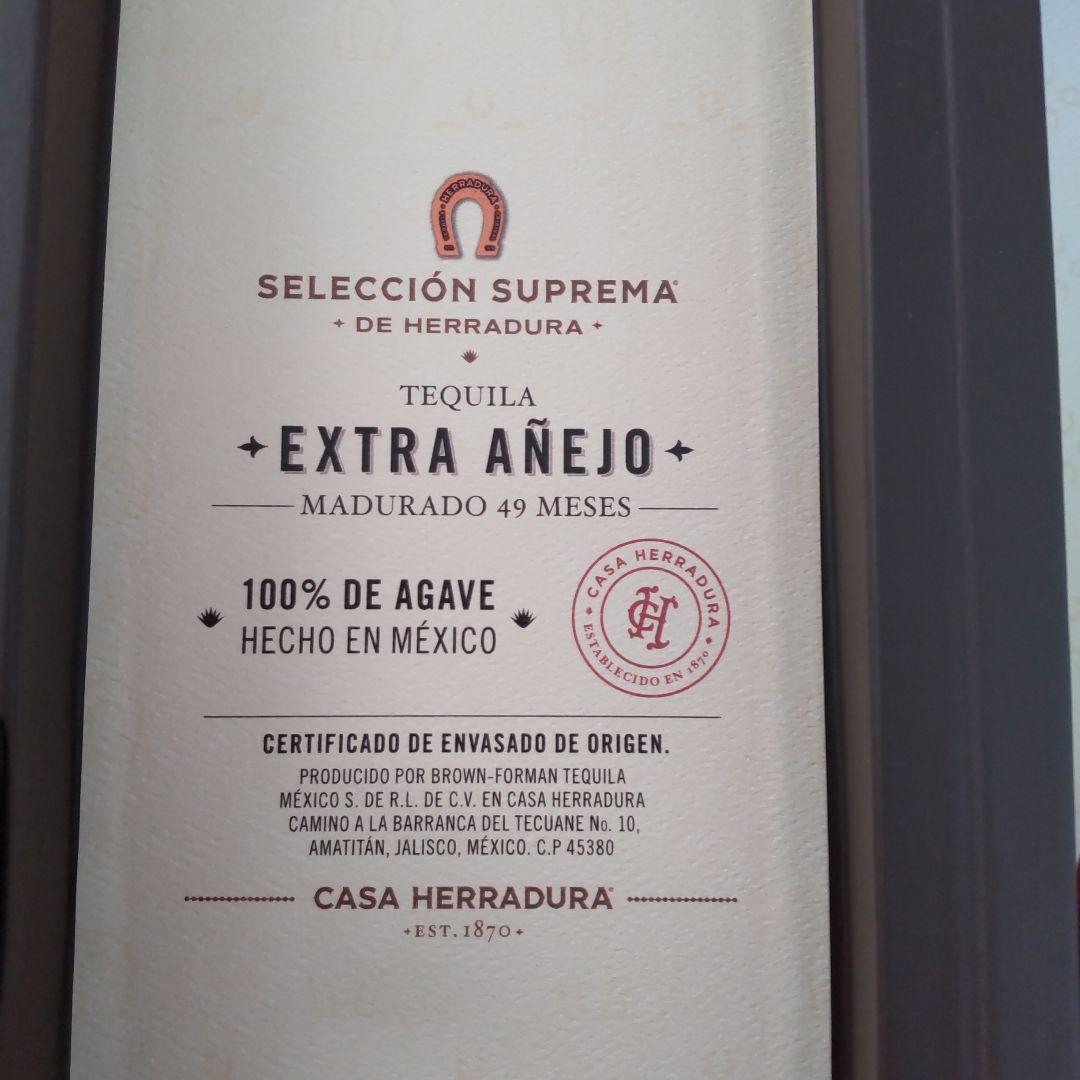 HERRADURA
SELECCIÓN SUPREMA
DE HERRADURA
TEQUILA
EXTRA AÑEJO
MADURADO 49 MESES
100% DE AGAVE
HECHO EN MÉXICO
CASA HERRADURA
CH
ESTABLECIDO EN 1870
CERTIFICADO DE ENVASADO DE ORIGEN.
PRODUCIDO POR BROWN-FORMAN TEQUILA
MÉXICO S. DE R.L. DE C.V. EN CASA HERRADURA
CAMINO A LA BARRANCA DEL TECUANE No. 10,
AMATITÁN, JALISCO, MÉXICO. C.P 45380
CASA HERRADURA
EST. 1870